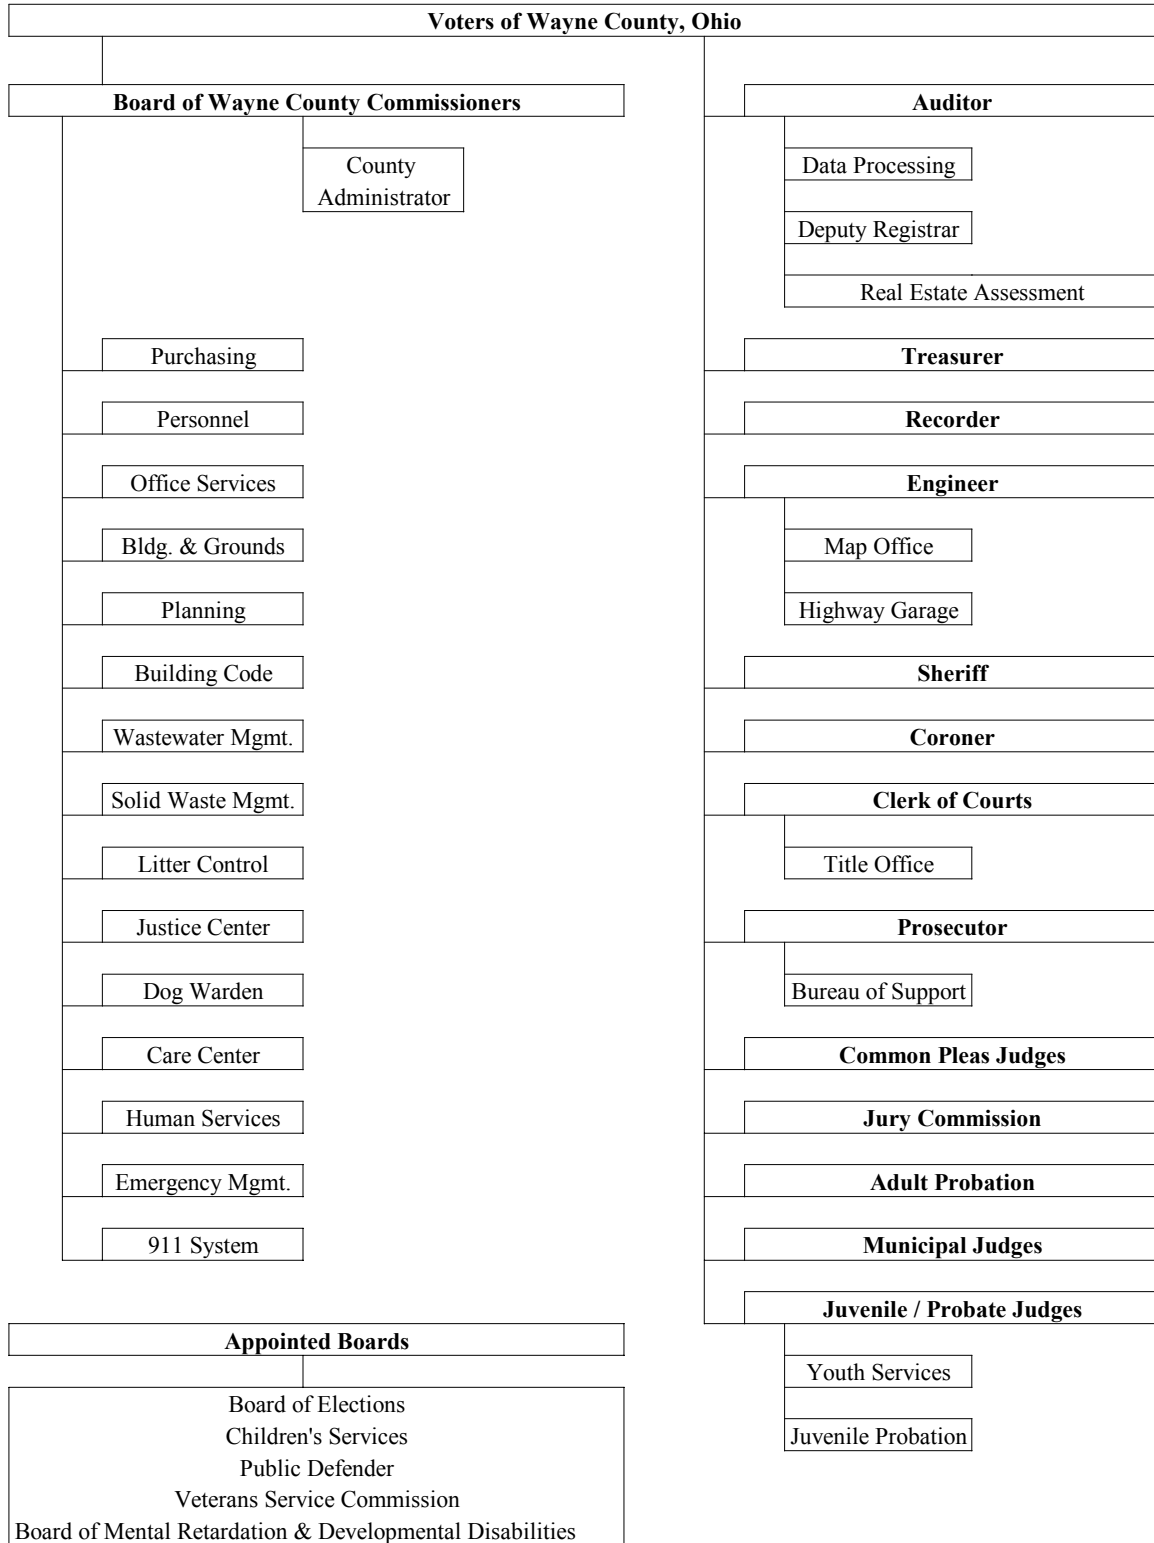 Voters of Wayne County, Ohio
Board of Wayne County Commissioners
County
Administrator
Purchasing
Personnel
Office Services
Bldg. & Grounds
Planning
Building Code
Wastewater Mgmt.
Solid Waste Mgmt.
Litter Control
Justice Center
Dog Warden
Care Center
Human Services
Emergency Mgmt.
911 System
Appointed Boards
Board of Elections
Children's Services
Public Defender
Veterans Service Commission
Board of Mental Retardation & Developmental Disabilities
Auditor
Data Processing
Deputy Registrar
Real Estate Assessment
Treasurer
Recorder
Engineer
Map Office
Highway Garage
Sheriff
Coroner
Clerk of Courts
Title Office
Prosecutor
Bureau of Support
Common Pleas Judges
Jury Commission
Adult Probation
Municipal Judges
Juvenile / Probate Judges
Youth Services
Juvenile Probation